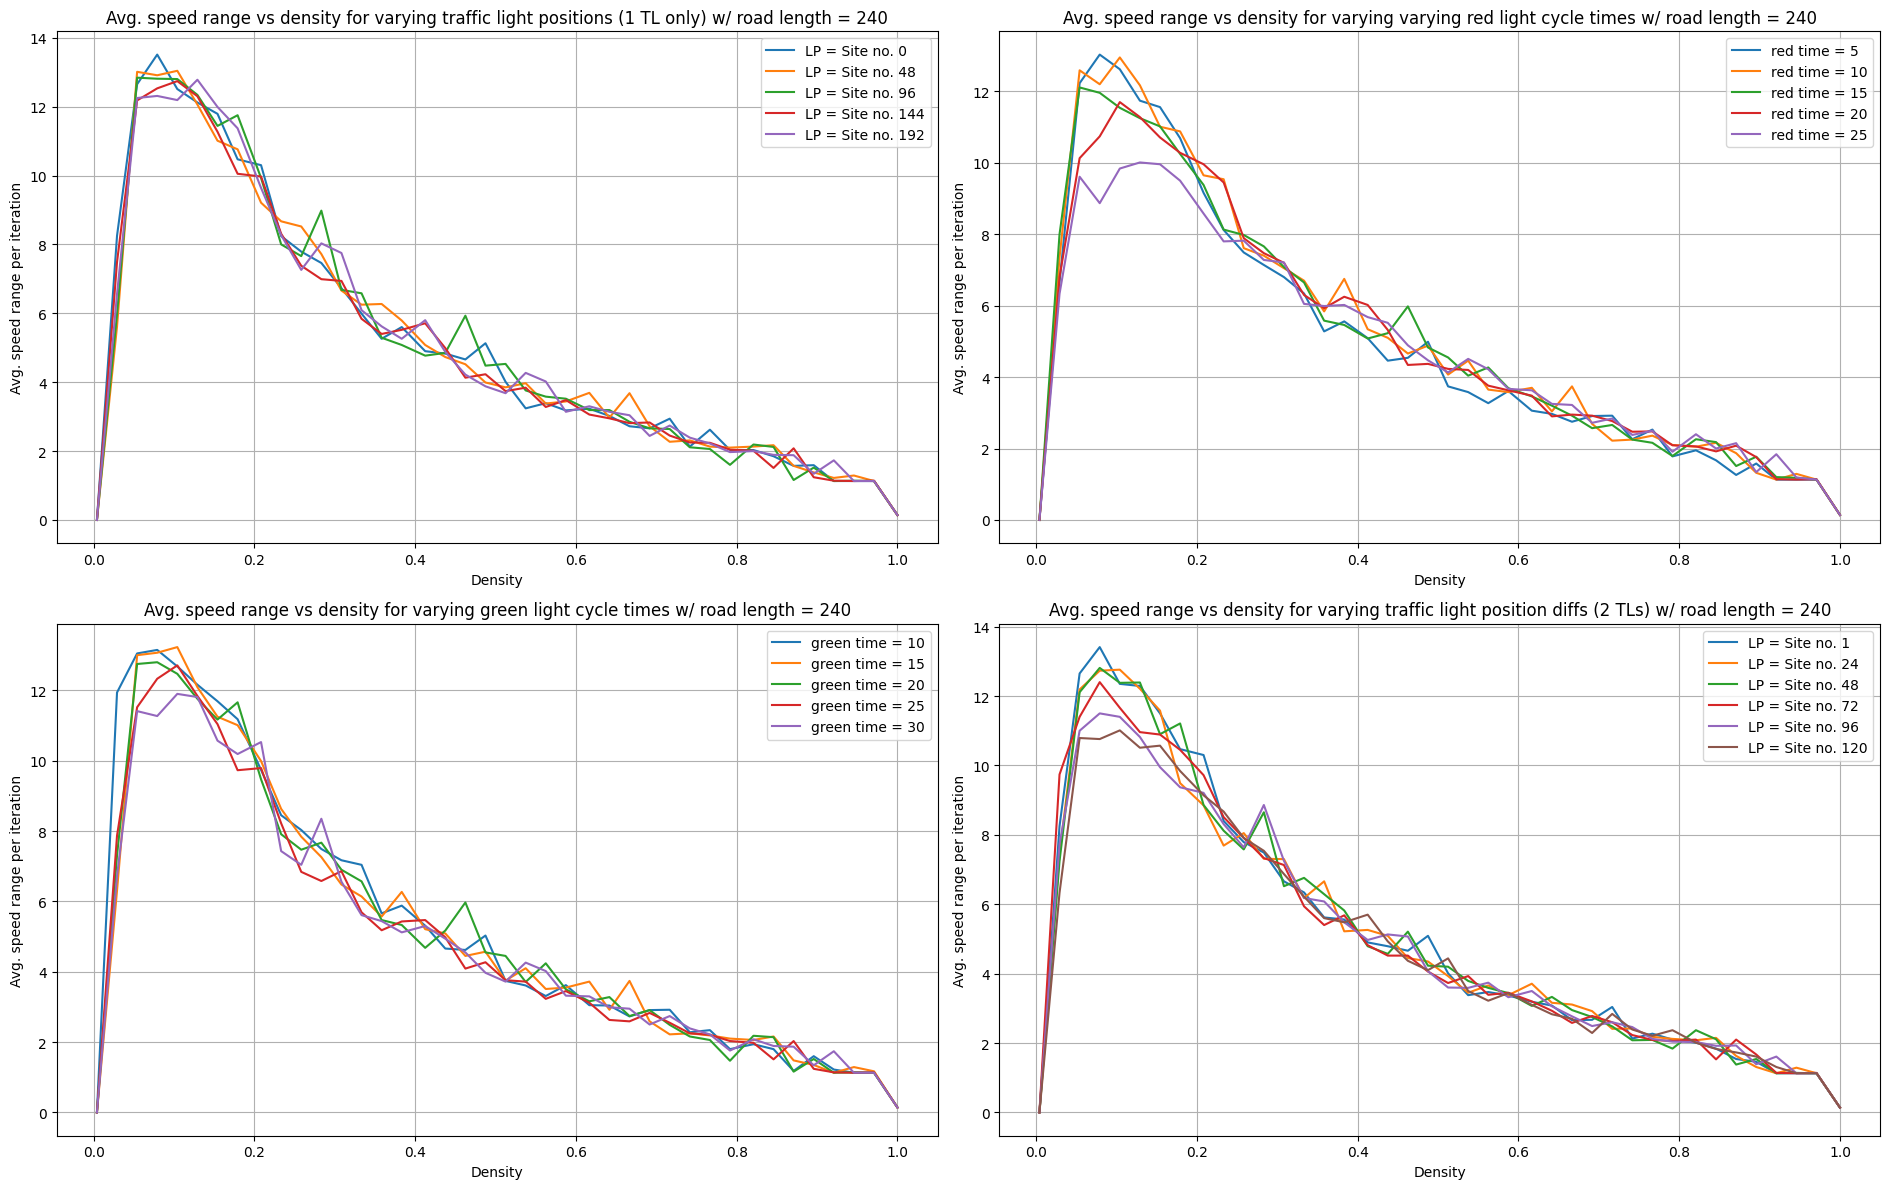 Avg. speed range vs density for varying traffic light positions (1 TL only) w/ road length = 240
14
12
10
8
6
4
2
0
Avg. speed range per iteration
0.0 0.2 0.4 0.6 0.8 1.0
Density
LP = Site no. 0
LP = Site no. 48
LP = Site no. 96
LP = Site no. 144
LP = Site no. 192
Avg. speed range vs density for varying varying red light cycle times w/ road length = 240
12
10
8
6
4
2
0
Avg. speed range per iteration
0.0 0.2 0.4 0.6 0.8 1.0
Density
red time = 5
red time = 10
red time = 15
red time = 20
red time = 25
Avg. speed range vs density for varying green light cycle times w/ road length = 240
12
10
8
6
4
2
0
Avg. speed range per iteration
0.0 0.2 0.4 0.6 0.8 1.0
Density
green time = 10
green time = 15
green time = 20
green time = 25
green time = 30
Avg. speed range vs density for varying traffic light position diffs (2 TLs) w/ road length = 240
14
12
10
8
6
4
2
0
Avg. speed range per iteration
0.0 0.2 0.4 0.6 0.8 1.0
Density
LP = Site no. 1
LP = Site no. 24
LP = Site no. 48
LP = Site no. 72
LP = Site no. 96
LP = Site no. 120